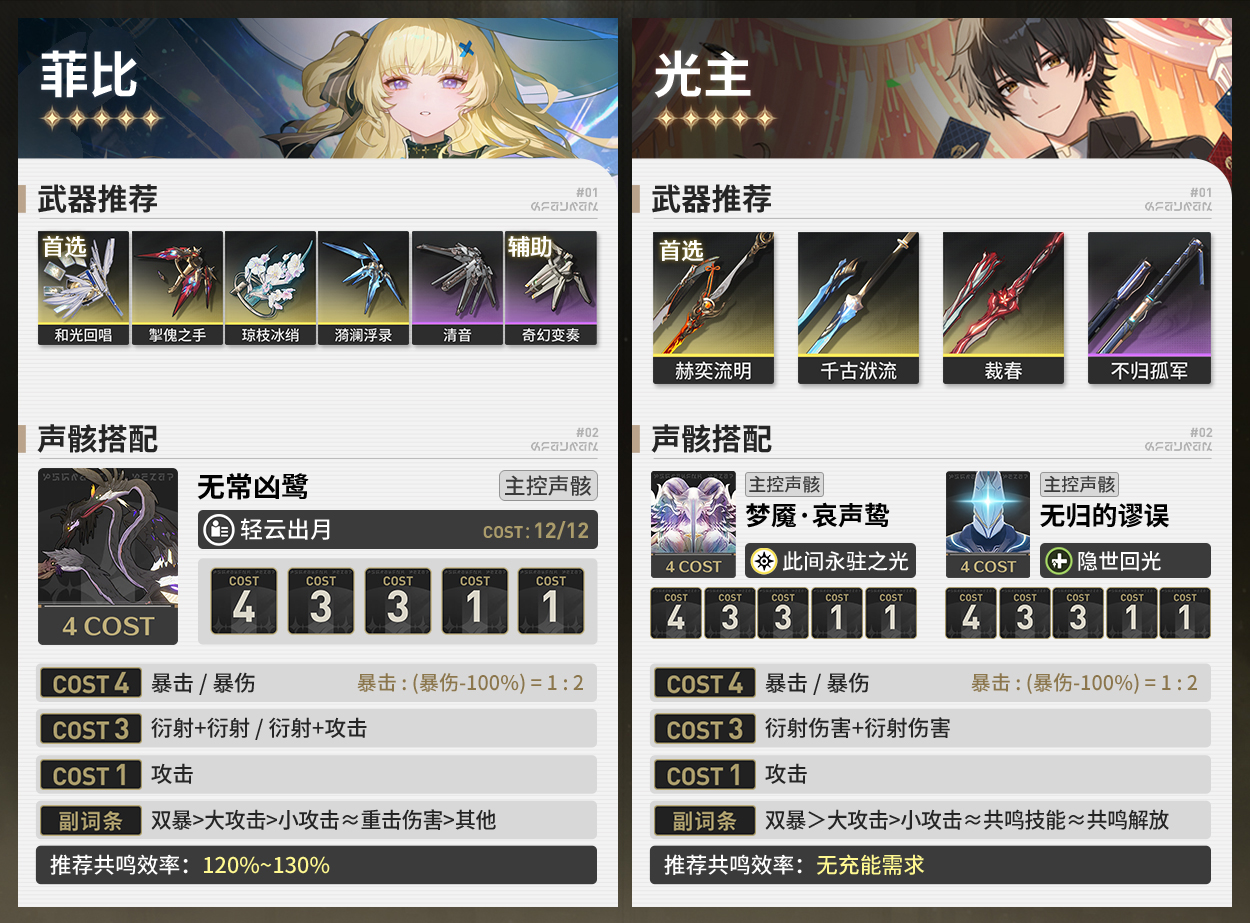 菲比
武器推荐
#01
首选
辅助
和光回唱
掣傀之手
琼枝冰绡
漪澜浮录
清音
奇幻变奏
声骸搭配
#02
无常凶鹭
主控声骸
轻云出月
COST: 12/12
4 COST
COST 4
COST 3
COST 3
COST 1
COST 1
COST 4 暴击 / 暴伤 暴击 : (暴伤-100%) = 1 : 2
COST 3 衍射+衍射 / 衍射+攻击
COST 1 攻击
副词条 双暴>大攻击>小攻击≈重击伤害>其他
推荐共鸣效率：120%~130%
光主
武器推荐
#01
首选
赫奕流明
千古洑流
裁春
不归孤军
声骸搭配
#02
主控声骸
梦魇·哀声鸷
此间永驻之光
4 COST
COST 4
COST 3
COST 3
COST 1
COST 1
主控声骸
无归的谬误
隐世回光
4 COST
COST 4
COST 3
COST 3
COST 1
COST 1
COST 4 暴击 / 暴伤 暴击 : (暴伤-100%) = 1 : 2
COST 3 衍射伤害+衍射伤害
COST 1 攻击
副词条 双暴＞大攻击>小攻击≈共鸣技能≈共鸣解放
推荐共鸣效率：无充能需求